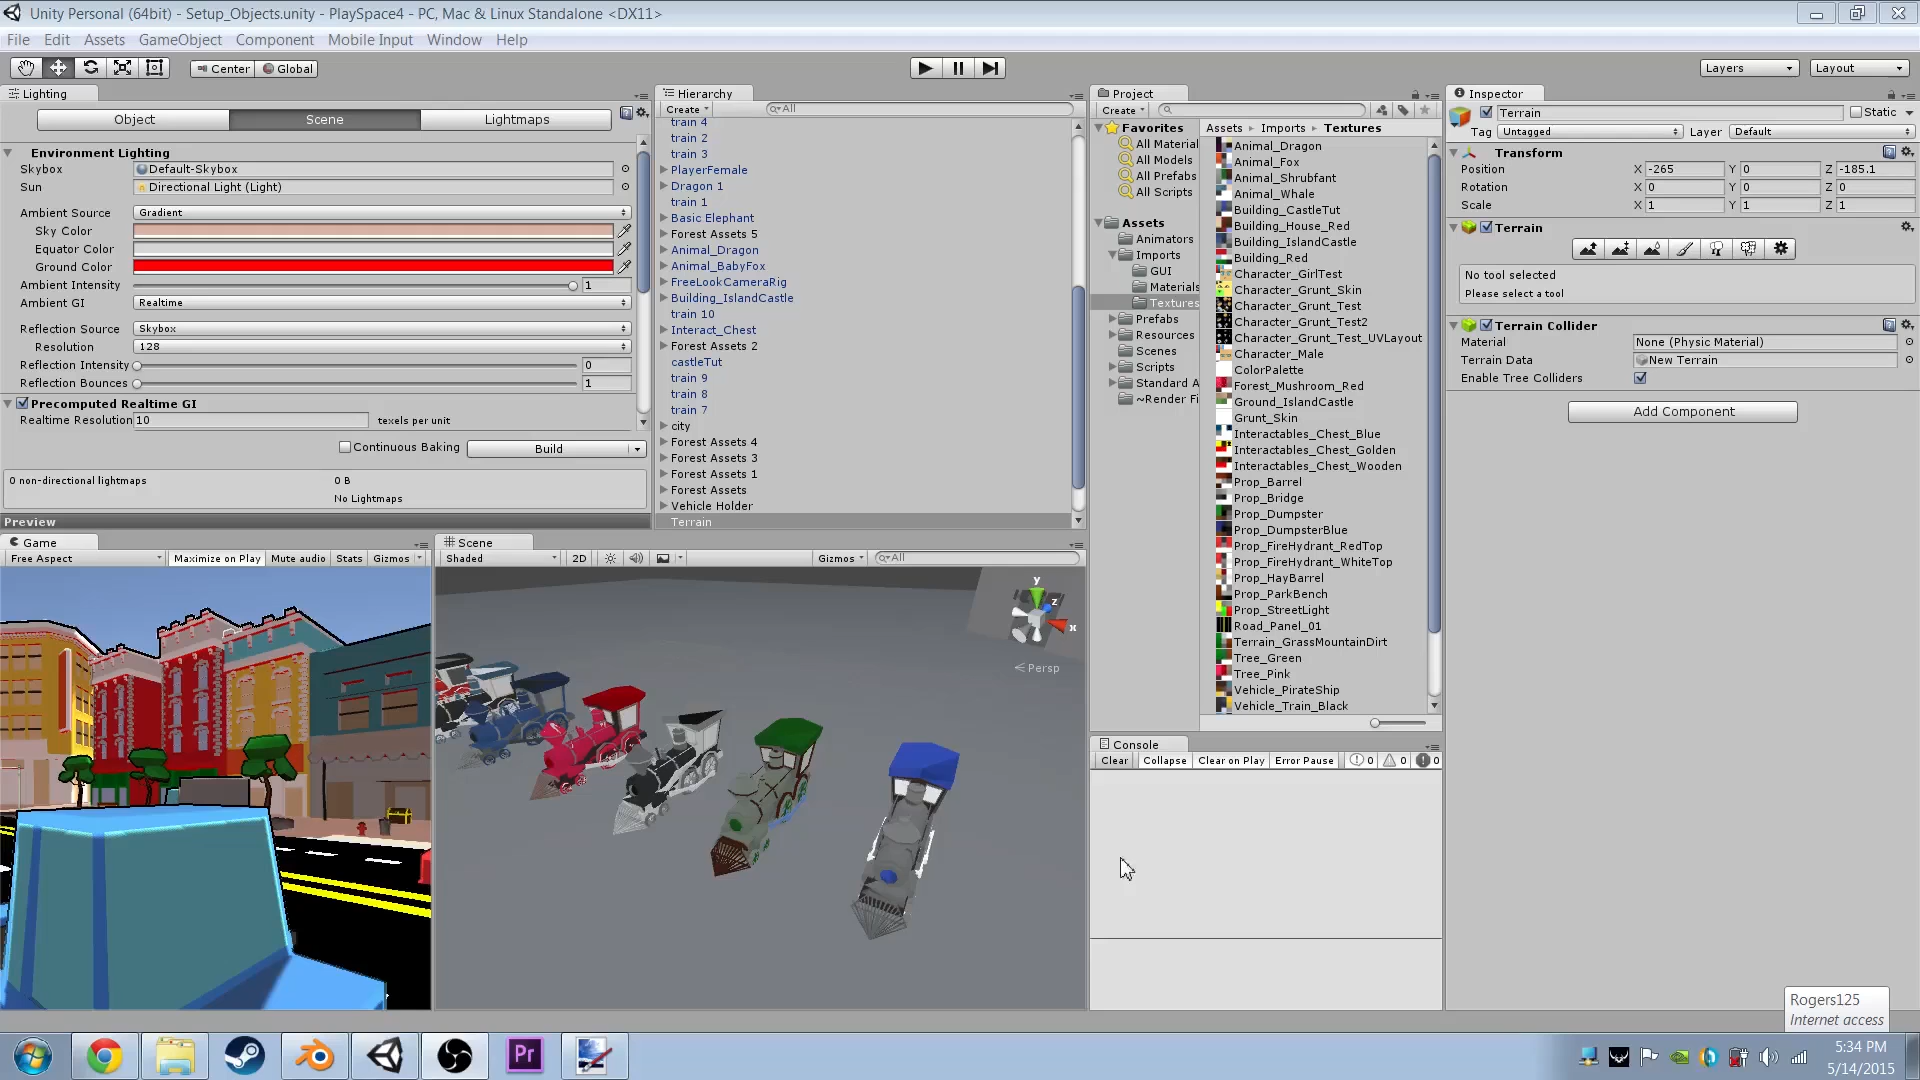 Unity Personal (64bit) - Setup_Objects.unity - PlaySpace4 - PC, Mac & Linux Standalone <DX11>
File Edit Assets GameObject Component Mobile Input Window Help
Center Global Layers Layout
Lighting
Object Scene Lightmaps
Environment Lighting
Skybox Default-Skybox
Sun Directional Light (Light)
Ambient Source Gradient
Sky Color
Equator Color
Ground Color
Ambient Intensity 1
Ambient GI Realtime
Reflection Source Skybox
Resolution 128
Reflection Intensity 0
Reflection Bounces 1
Precomputed Realtime GI
Realtime Resolution 10 texels per unit
Continuous Baking Build
0 non-directional lightmaps 0 B
No Lightmaps
Preview
Hierarchy
Create All
train 4
train 2
train 3
PlayerFemale
Dragon 1
train 1
Basic Elephant
Forest Assets 5
Animal_Dragon
Animal_BabyFox
FreeLookCameraRig
Building_IslandCastle
train 10
Interact_Chest
Forest Assets 2
castleTut
train 9
train 8
train 7
city
Forest Assets 4
Forest Assets 3
Forest Assets 1
Forest Assets
Vehicle Holder
Terrain
Game
Free Aspect Maximize on Play Mute audio Stats Gizmos
Scene
Shaded 2D Gizmos All
y
z
x
Persp
Project
Create
Favorites
All Material
All Models
All Prefabs
All Scripts
Assets
Animators
Imports
GUI
Materials
Textures
Prefabs
Resources
Scenes
Scripts
Standard A
~Render Fi
Assets Imports Textures
Animal_Dragon
Animal_Fox
Animal_Shrubfant
Animal_Whale
Building_CastleTut
Building_House_Red
Building_IslandCastle
Building_Red
Character_GirlTest
Character_Grunt_Skin
Character_Grunt_Test
Character_Grunt_Test2
Character_Grunt_Test_UVLayout
Character_Male
ColorPalette
Forest_Mushroom_Red
Ground_IslandCastle
Grunt_Skin
Interactables_Chest_Blue
Interactables_Chest_Golden
Interactables_Chest_Wooden
Prop_Barrel
Prop_Bridge
Prop_Dumpster
Prop_DumpsterBlue
Prop_FireHydrant_RedTop
Prop_FireHydrant_WhiteTop
Prop_HayBarrel
Prop_ParkBench
Prop_StreetLight
Road_Panel_01
Terrain_GrassMountainDirt
Tree_Green
Tree_Pink
Vehicle_PirateShip
Vehicle_Train_Black
Console
Clear Collapse Clear on Play Error Pause 0 0 0
Inspector
Terrain Static
Tag Untagged Layer Default
Transform
Position X -265 Y 0 Z -185.1
Rotation X 0 Y 0 Z 0
Scale X 1 Y 1 Z 1
Terrain
No tool selected
Please select a tool
Terrain Collider
Material None (Physic Material)
Terrain Data New Terrain
Enable Tree Colliders
Add Component
Rogers125
Internet access
Pr
5:34 PM
5/14/2015